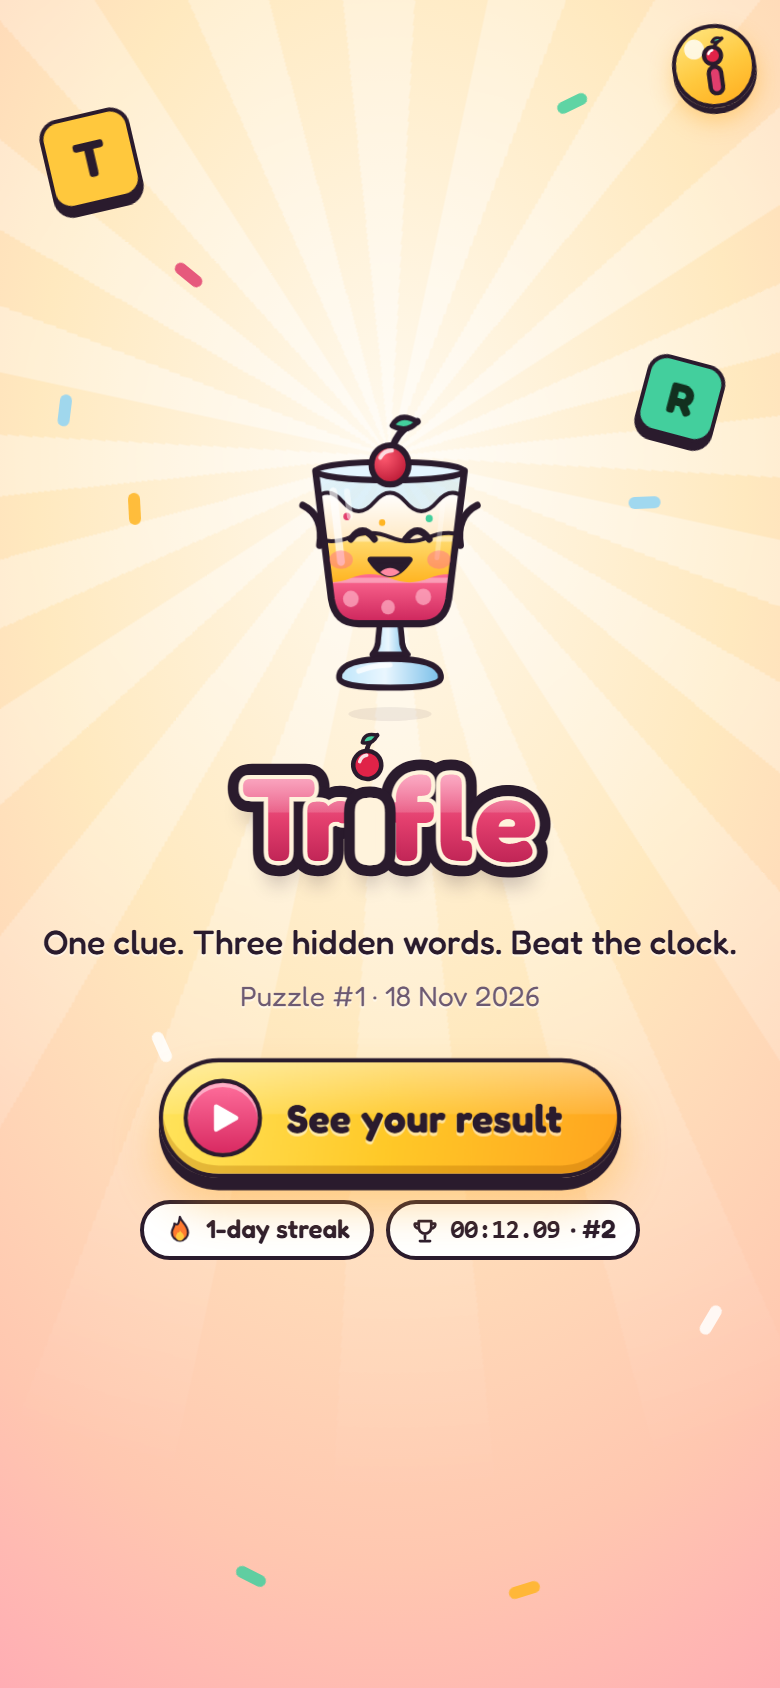 T
R
Trifle
One clue. Three hidden words. Beat the clock.
Puzzle #1 · 18 Nov 2026
See your result
1-day streak
00:12.09 · #2